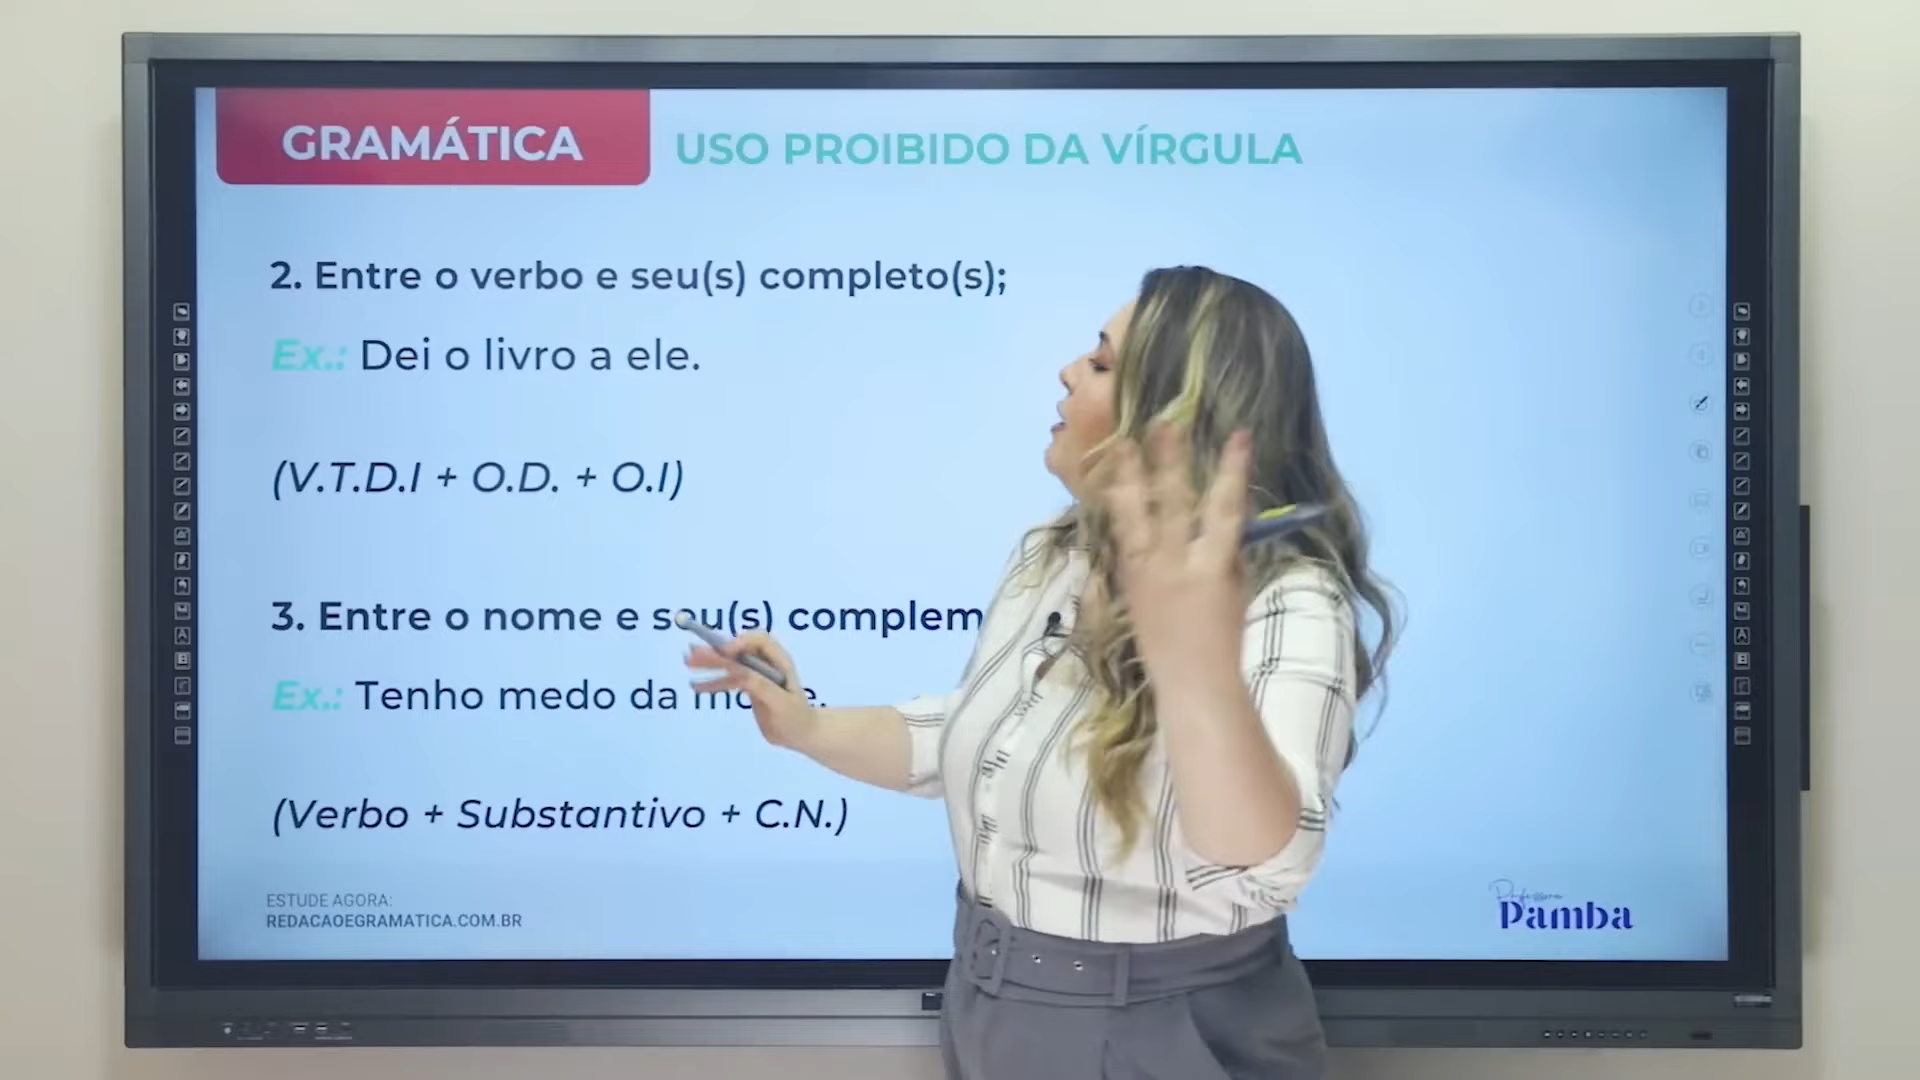 GRAMÁTICA
USO PROIBIDO DA VÍRGULA
2. Entre o verbo e seu(s) completo(s);
Ex.: Dei o livro a ele.
(V.T.D.I + O.D. + O.I)
3. Entre o nome e seu(s) complem
Ex.: Tenho medo da
(Verbo + Substantivo + C.N.)
ESTUDE AGORA:
REDACAOEGRAMATICA.COM.BR
Professora
Pamba